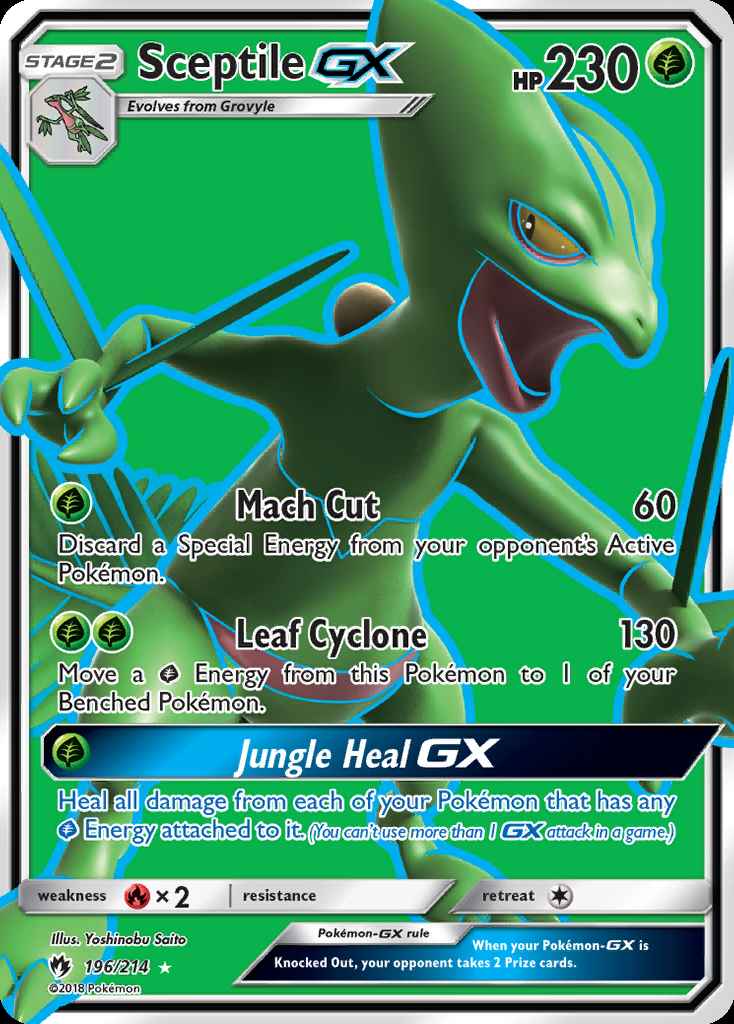 STAGE2 Sceptile GX HP230
Evolves from Grovyle
Mach Cut 60
Discard a Special Energy from your opponent's Active
Pokémon.
Leaf Cyclone 130
Move a Energy from this Pokémon to 1 of your
Benched Pokémon.
Jungle Heal GX
Heal all damage from each of your Pokémon that has any
Energy attached to it. (You can't use more than 1 GX attack in a game.)
weakness ×2 resistance retreat
Illus. Yoshinobu Saito
196/214
©2018 Pokémon
Pokémon-GX rule
When your Pokémon-GX is
Knocked Out, your opponent takes 2 Prize cards.